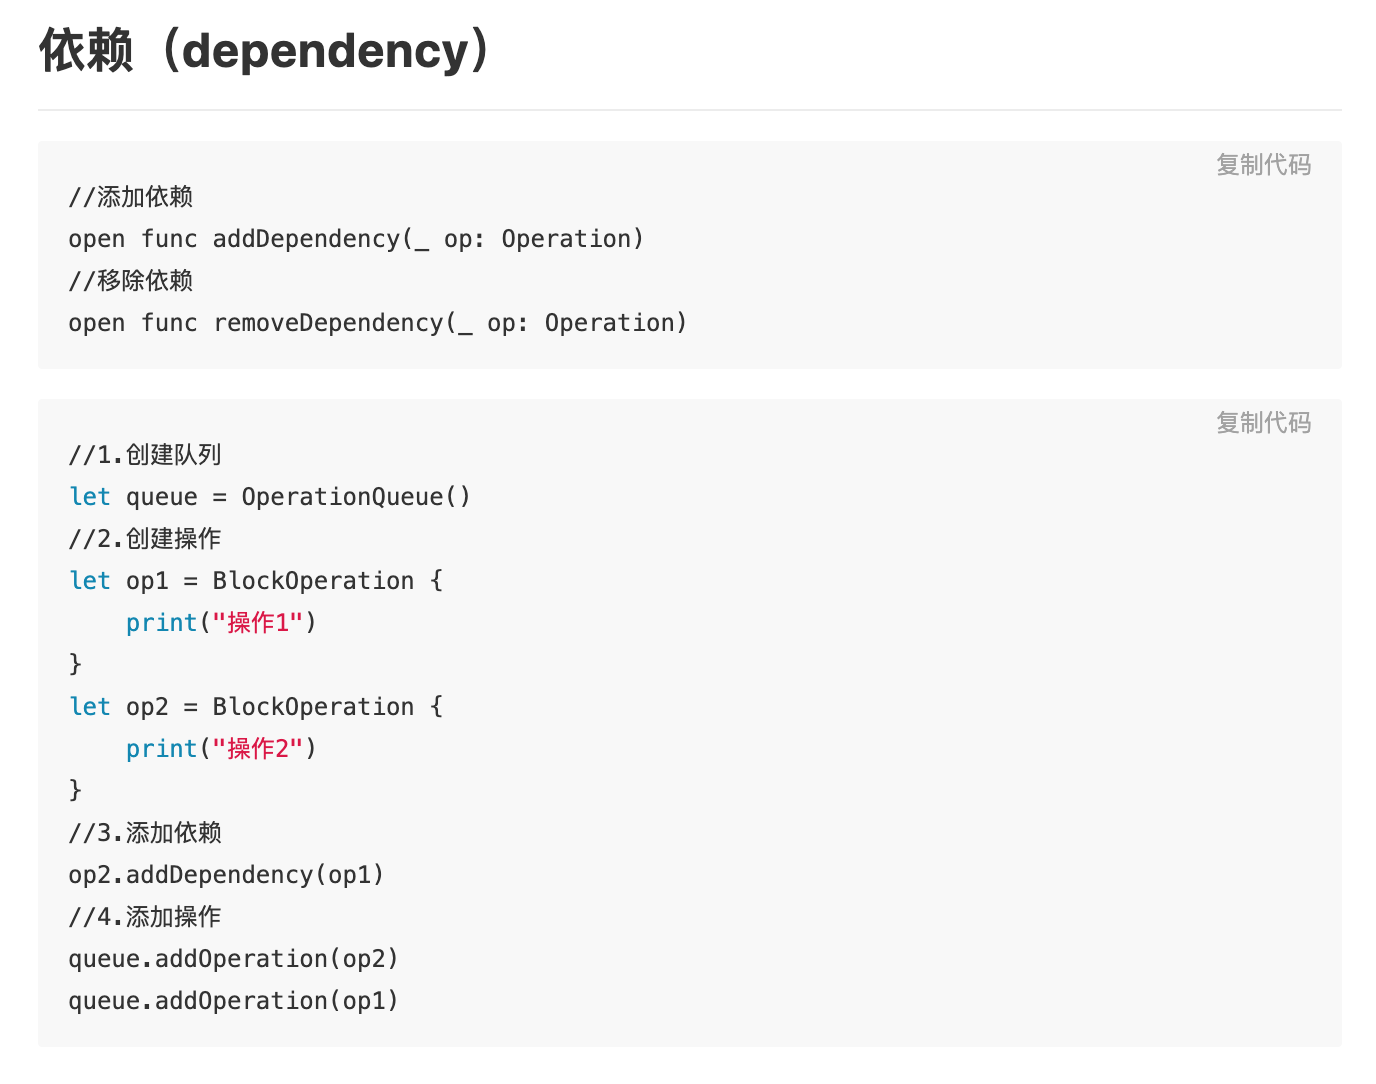 依赖（dependency）
复制代码
//添加依赖
open func addDependency(_ op: Operation)
//移除依赖
open func removeDependency(_ op: Operation)
复制代码
//1.创建队列
let queue = OperationQueue()
//2.创建操作
let op1 = BlockOperation {
    print("操作1")
}
let op2 = BlockOperation {
    print("操作2")
}
//3.添加依赖
op2.addDependency(op1)
//4.添加操作
queue.addOperation(op2)
queue.addOperation(op1)